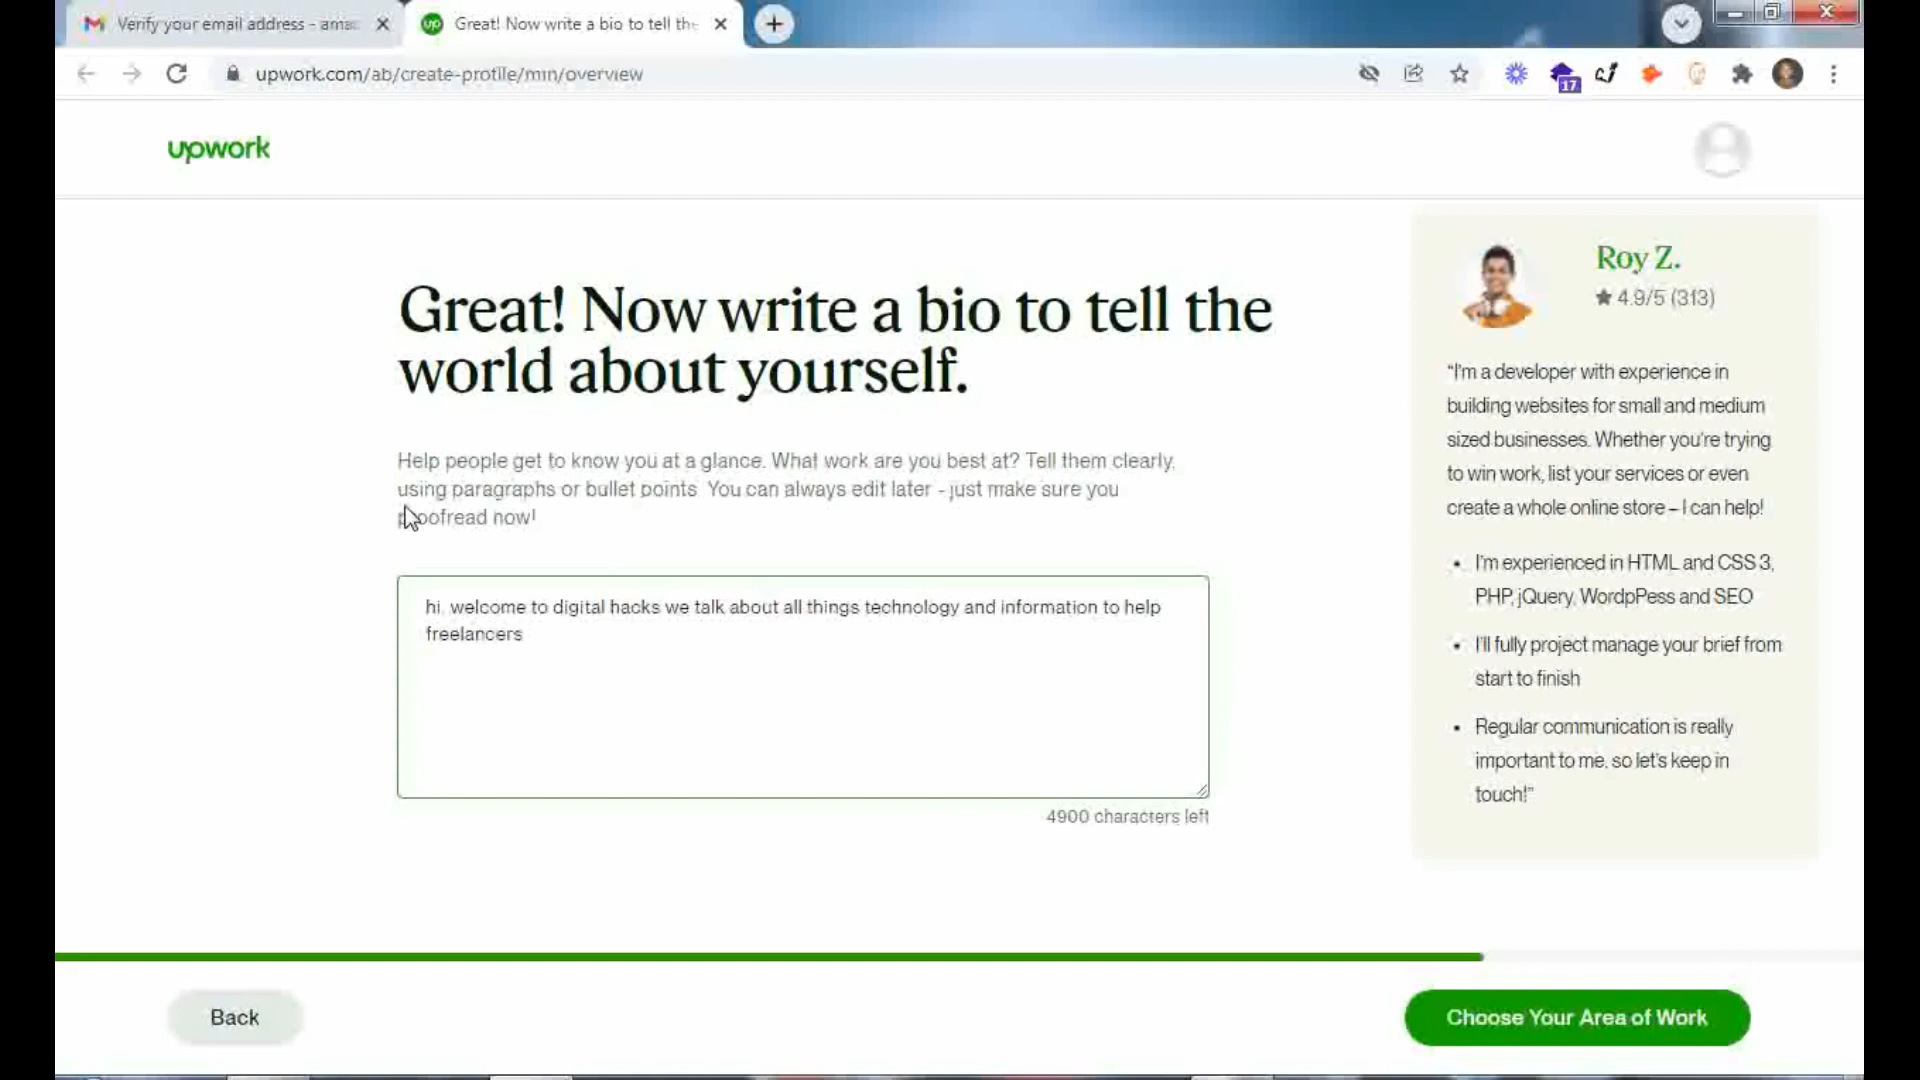 Verify your email address - ama
Great! Now write a bio to tell the
upwork.com/ab/create-profile/min/overview
17
upwork
Great! Now write a bio to tell the
world about yourself.
Help people get to know you at a glance. What work are you best at? Tell them clearly,
using paragraphs or bullet points. You can always edit later - just make sure you
proofread now!
hi, welcome to digital hacks we talk about all things technology and information to help
freelancers
4900 characters left
Roy Z.
★ 4.9/5 (313)
“I'm a developer with experience in
building websites for small and medium
sized businesses. Whether you're trying
to win work, list your services or even
create a whole online store – I can help!
• I'm experienced in HTML and CSS 3,
PHP, jQuery, WordpPess and SEO
• I'll fully project manage your brief from
start to finish
• Regular communication is really
important to me, so let's keep in
touch!”
Back
Choose Your Area of Work